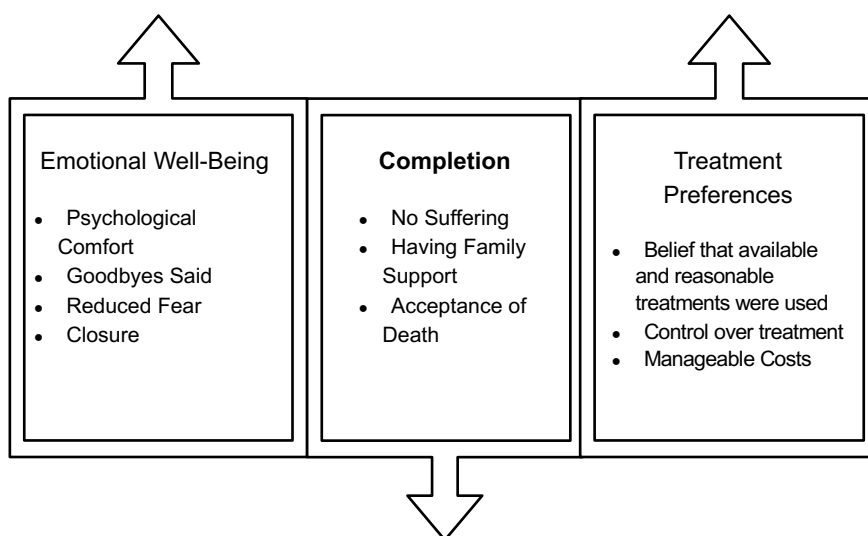 Emotional Well-Being
• Psychological
Comfort
• Goodbyes Said
• Reduced Fear
• Closure
Completion
• No Suffering
• Having Family
Support
• Acceptance of
Death
Treatment
Preferences
• Belief that available
and reasonable
treatments were used
• Control over treatment
• Manageable Costs